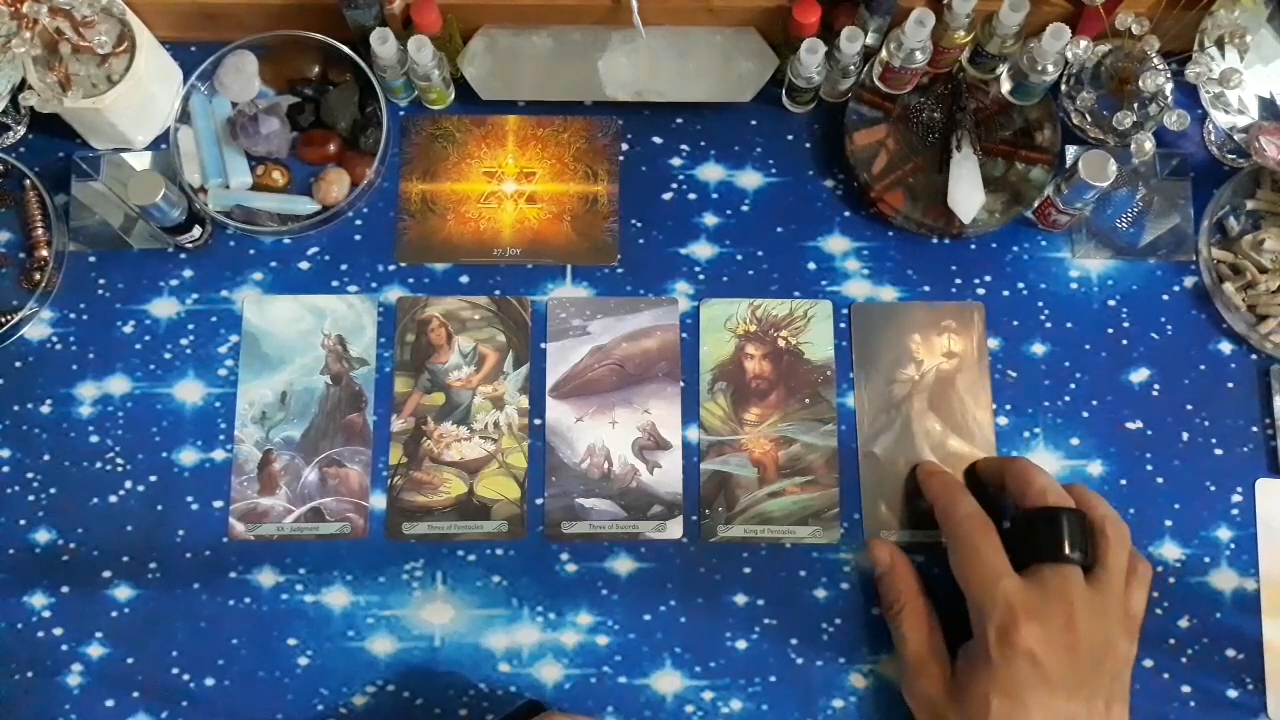 27. Joy
XX - Judgment
Three of Pentacles
Three of Swords
King of Pentacles